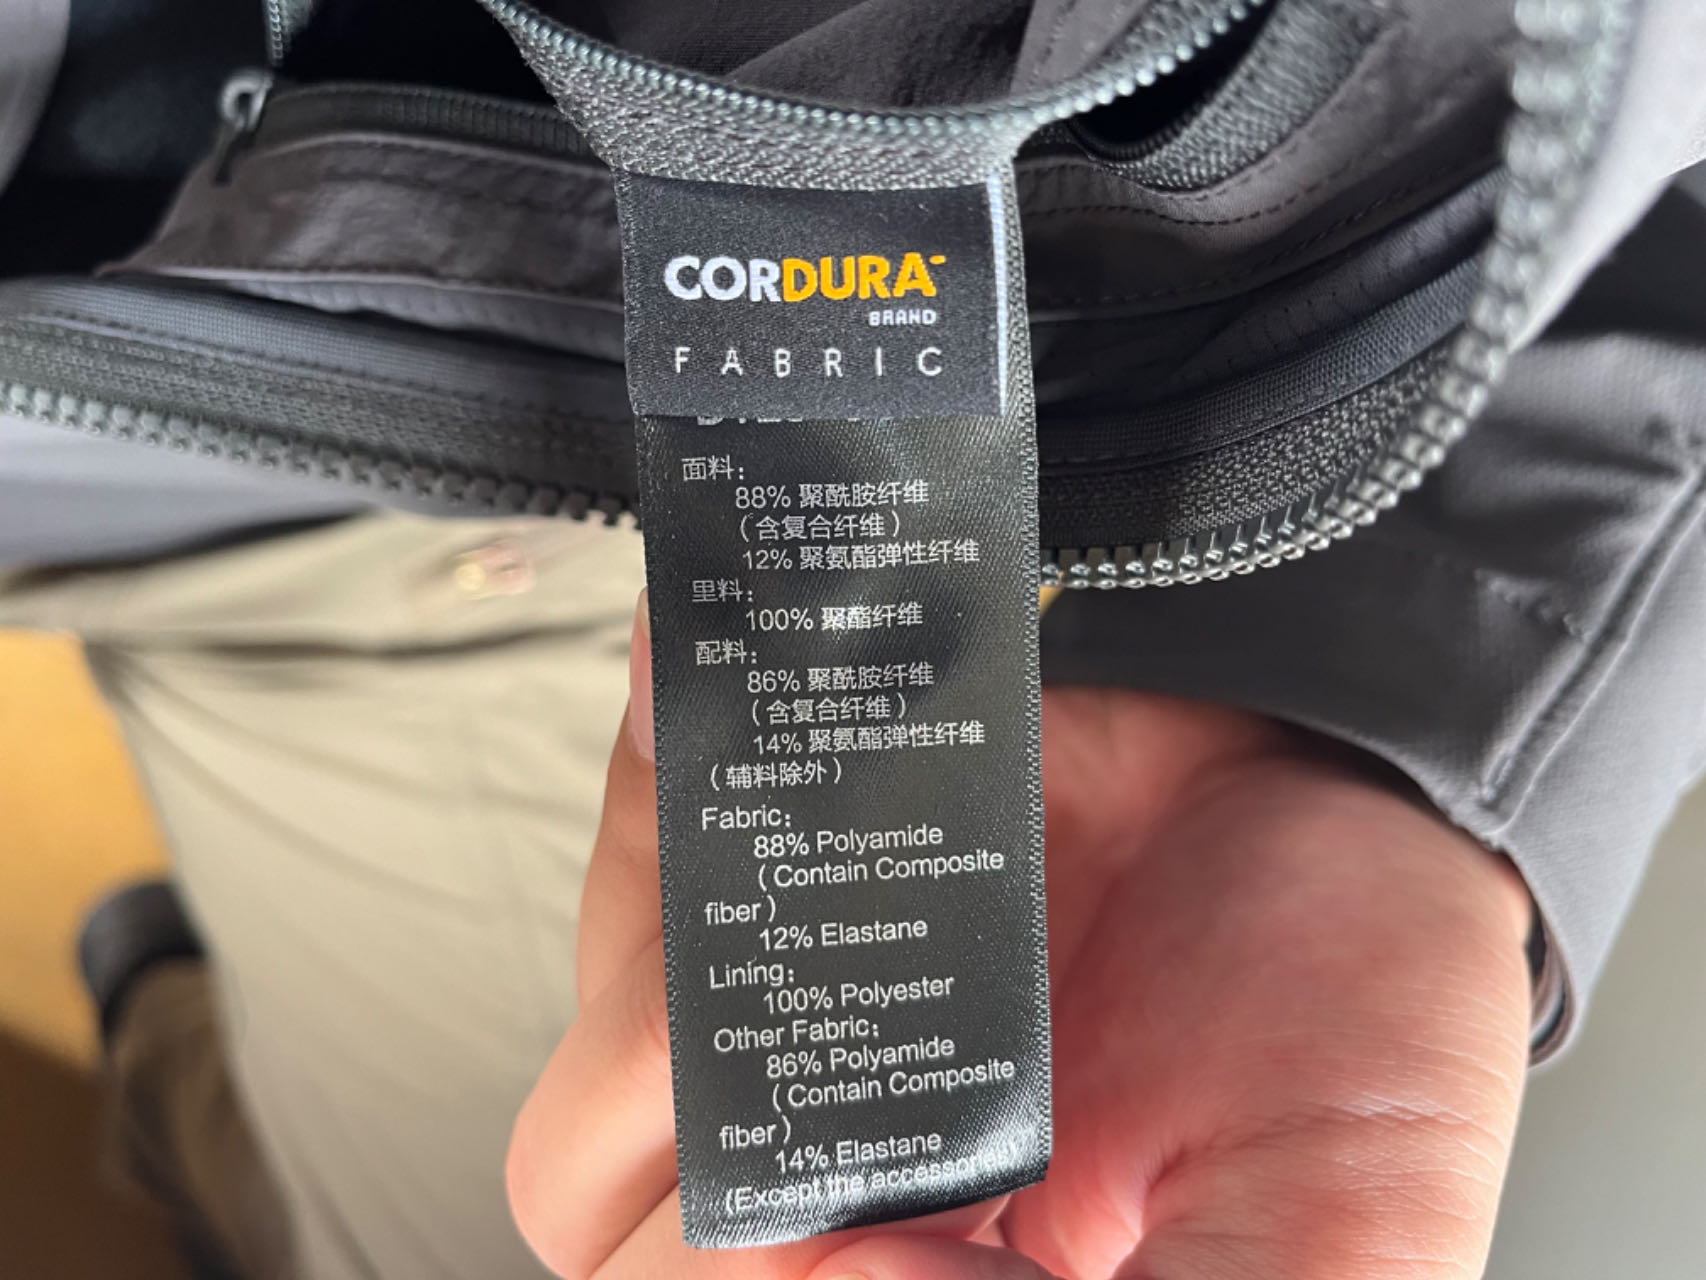 CORDURA
BRAND
FABRIC
面料：
88% 聚酰胺纤维
（含复合纤维）
12% 聚氨酯弹性纤维
里料：
100% 聚酯纤维
配料：
86% 聚酰胺纤维
（含复合纤维）
14% 聚氨酯弹性纤维
（辅料除外）
Fabric：
88% Polyamide
（Contain Composite
fiber）
12% Elastane
Lining：
100% Polyester
Other Fabric：
86% Polyamide
（Contain Composite
fiber）
14% Elastane
(Except the accessories)